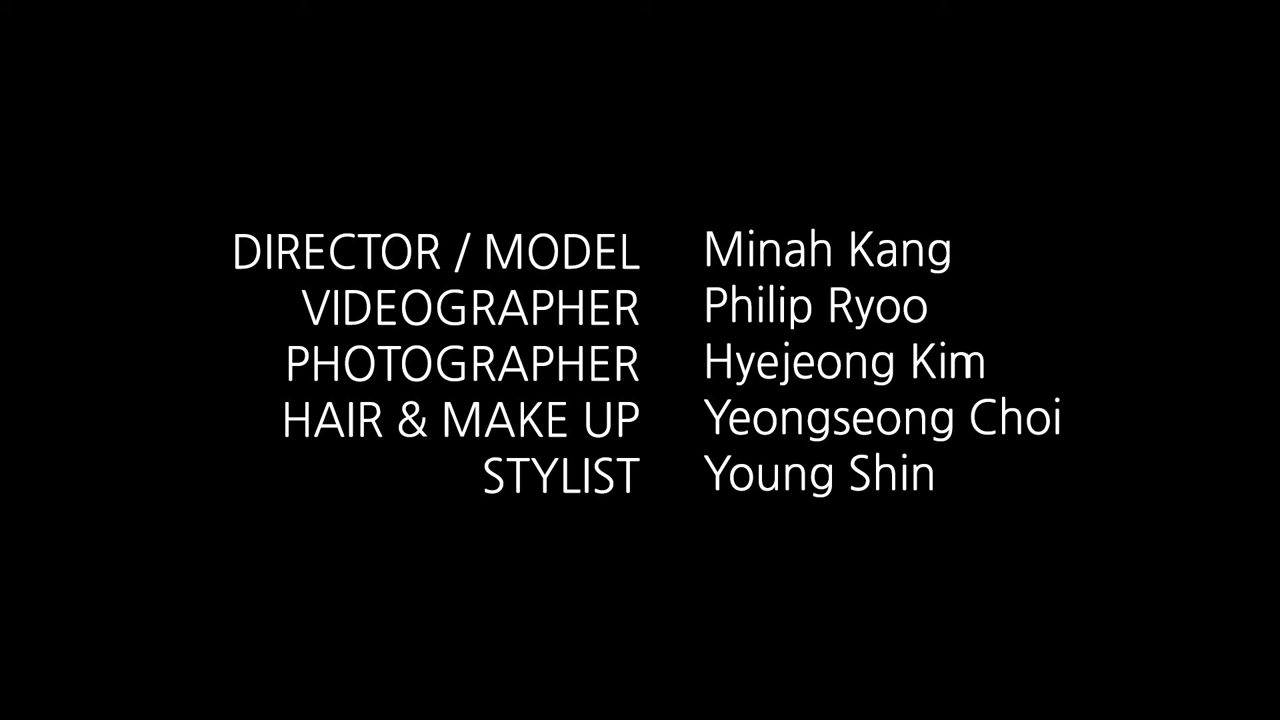 DIRECTOR / MODEL Minah Kang
VIDEOGRAPHER Philip Ryoo
PHOTOGRAPHER Hyejeong Kim
HAIR & MAKE UP Yeongseong Choi
STYLIST Young Shin